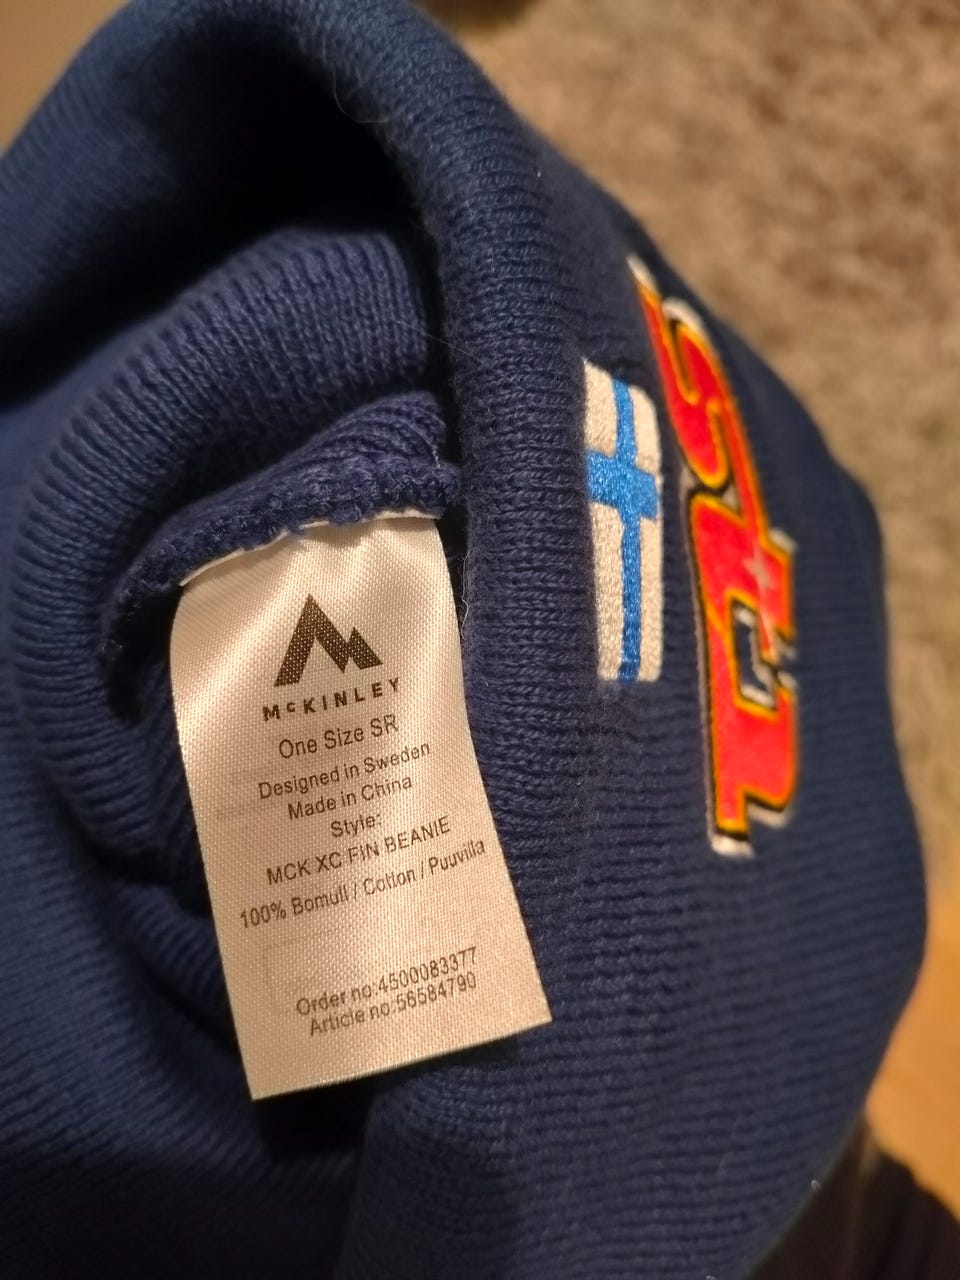 McKINLEY
One Size SR
Designed in Sweden
Made in China
Style:
MCK XC FIN BEANIE
100% Bomull / Cotton / Puuvilla
Order no:4500083377
Article no:56584790